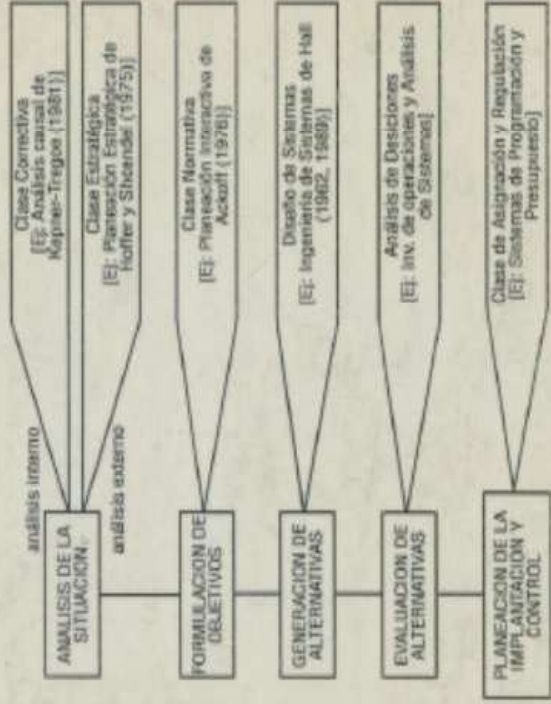 Clase Correctiva
[Ej: Análisis causal de
Kepner-Tregoe (1981)]
análisis interno
ANALISIS DE LA
SITUACION
análisis externo
Clase Estratégica
[Ej: Planeación Estratégica de
Hoffer y Shcendel (1975)]
FORMULACION DE
OBJETIVOS
Clase Normativa
[Ej: Planeación Interactiva de
Ackoff (1976)]
GENERACION DE
ALTERNATIVAS
Diseño de Sistemas
[Ej: Ingeniería de Sistemas de Hall
(1962, 1989)]
EVALUACION DE
ALTERNATIVAS
Análisis de Desiciones
[Ej: Inv. de operaciones y Análisis
de Sistemas]
PLANEACION DE LA
IMPLANTACION Y
CONTROL
Clase de Asignación y Regulación
[Ej: Sistemas de Programación y
Presupuesto]